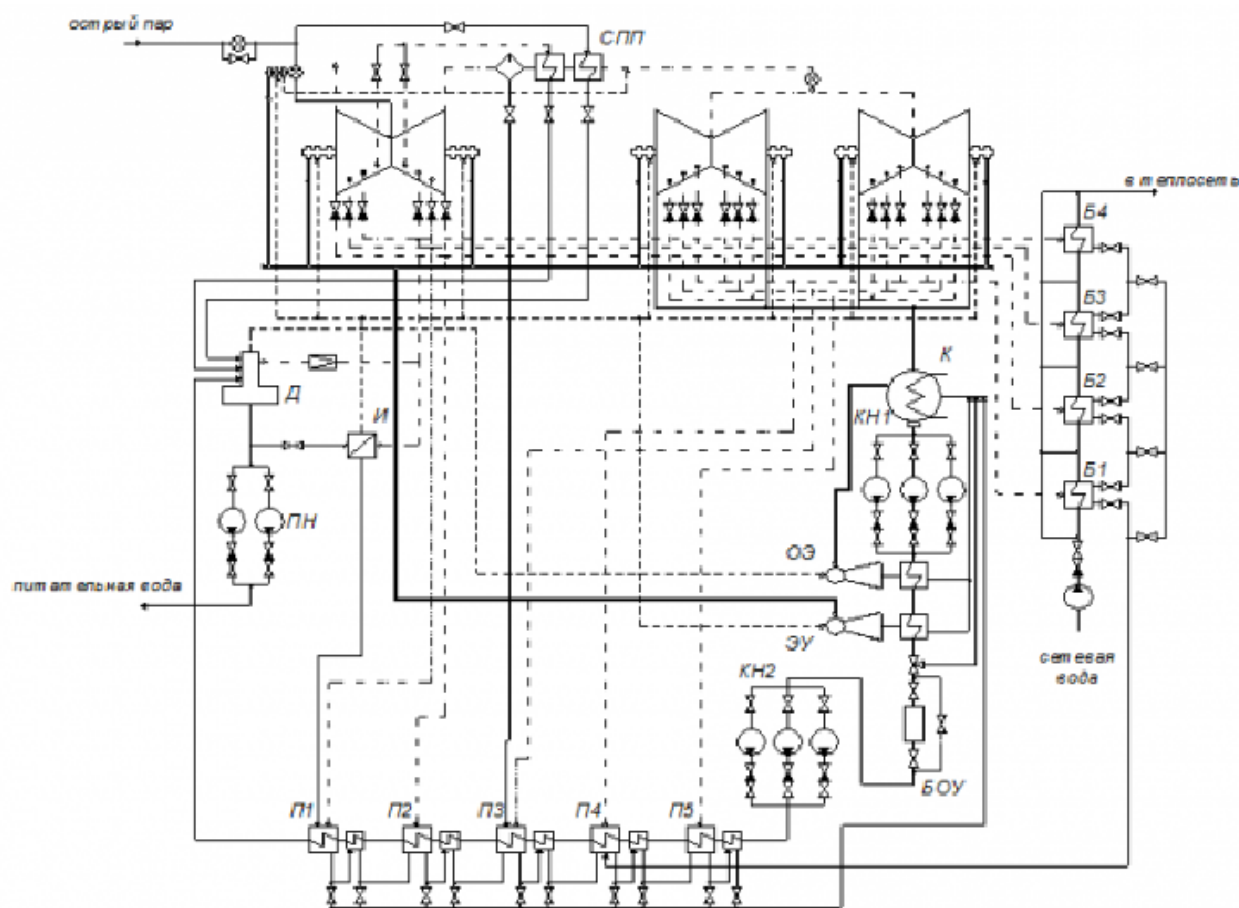 острый пар
СПП
в теплосеть
Б4
Б3
К
Д
И
КН1
Б2
Б1
ПН
ОЭ
питательная вода
ЭУ
сетевая
вода
КН2
БОУ
П1
П2
П3
П4
П5